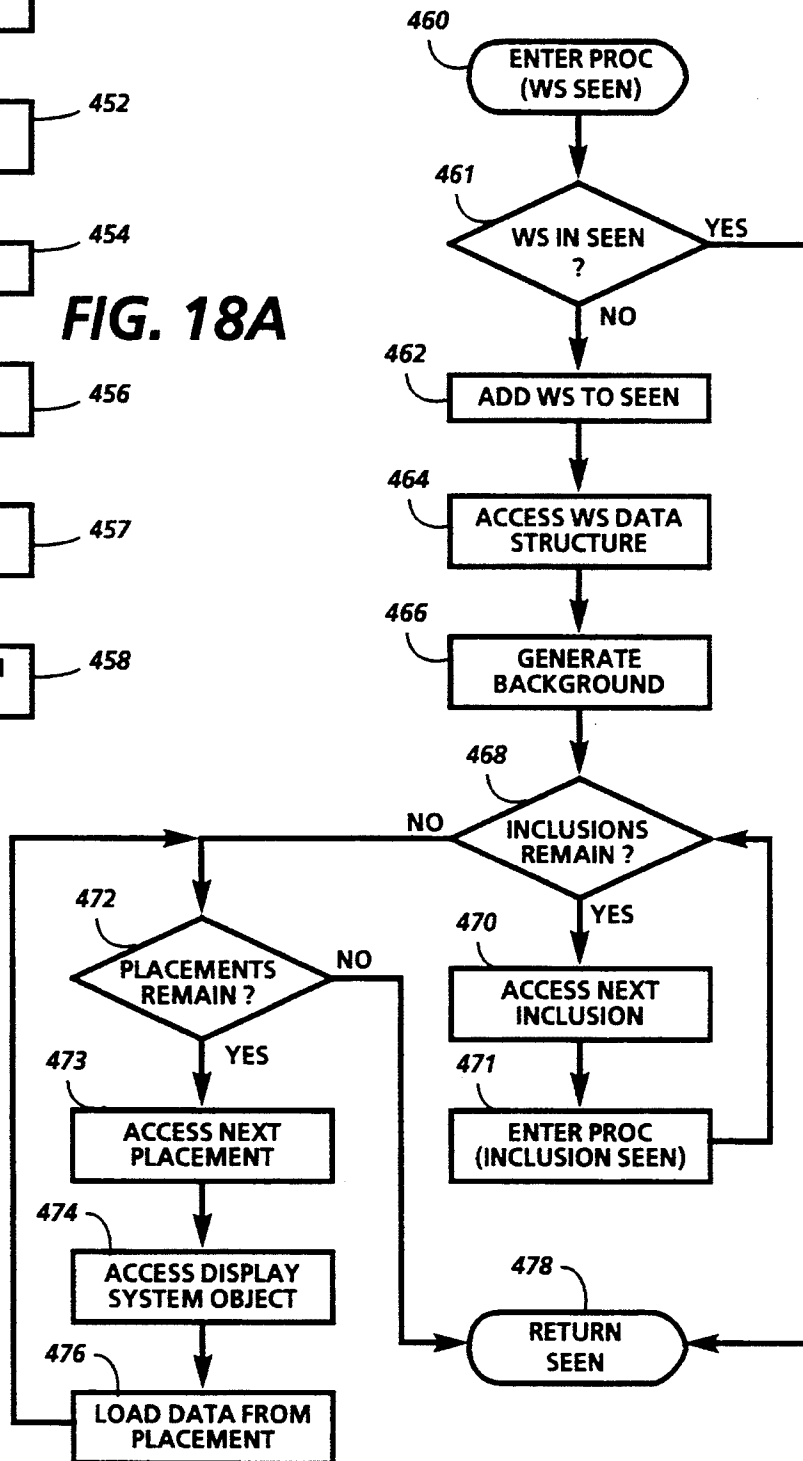 460
ENTER PROC
(WS SEEN)
452
461
WS IN SEEN
?
YES
454
NO
FIG. 18A
462
ADD WS TO SEEN
456
464
ACCESS WS DATA
STRUCTURE
457
466
GENERATE
BACKGROUND
458
468
INCLUSIONS
REMAIN ?
NO
YES
472
PLACEMENTS
REMAIN ?
NO
YES
470
ACCESS NEXT
INCLUSION
471
ENTER PROC
(INCLUSION SEEN)
473
ACCESS NEXT
PLACEMENT
474
ACCESS DISPLAY
SYSTEM OBJECT
476
LOAD DATA FROM
PLACEMENT
478
RETURN
SEEN